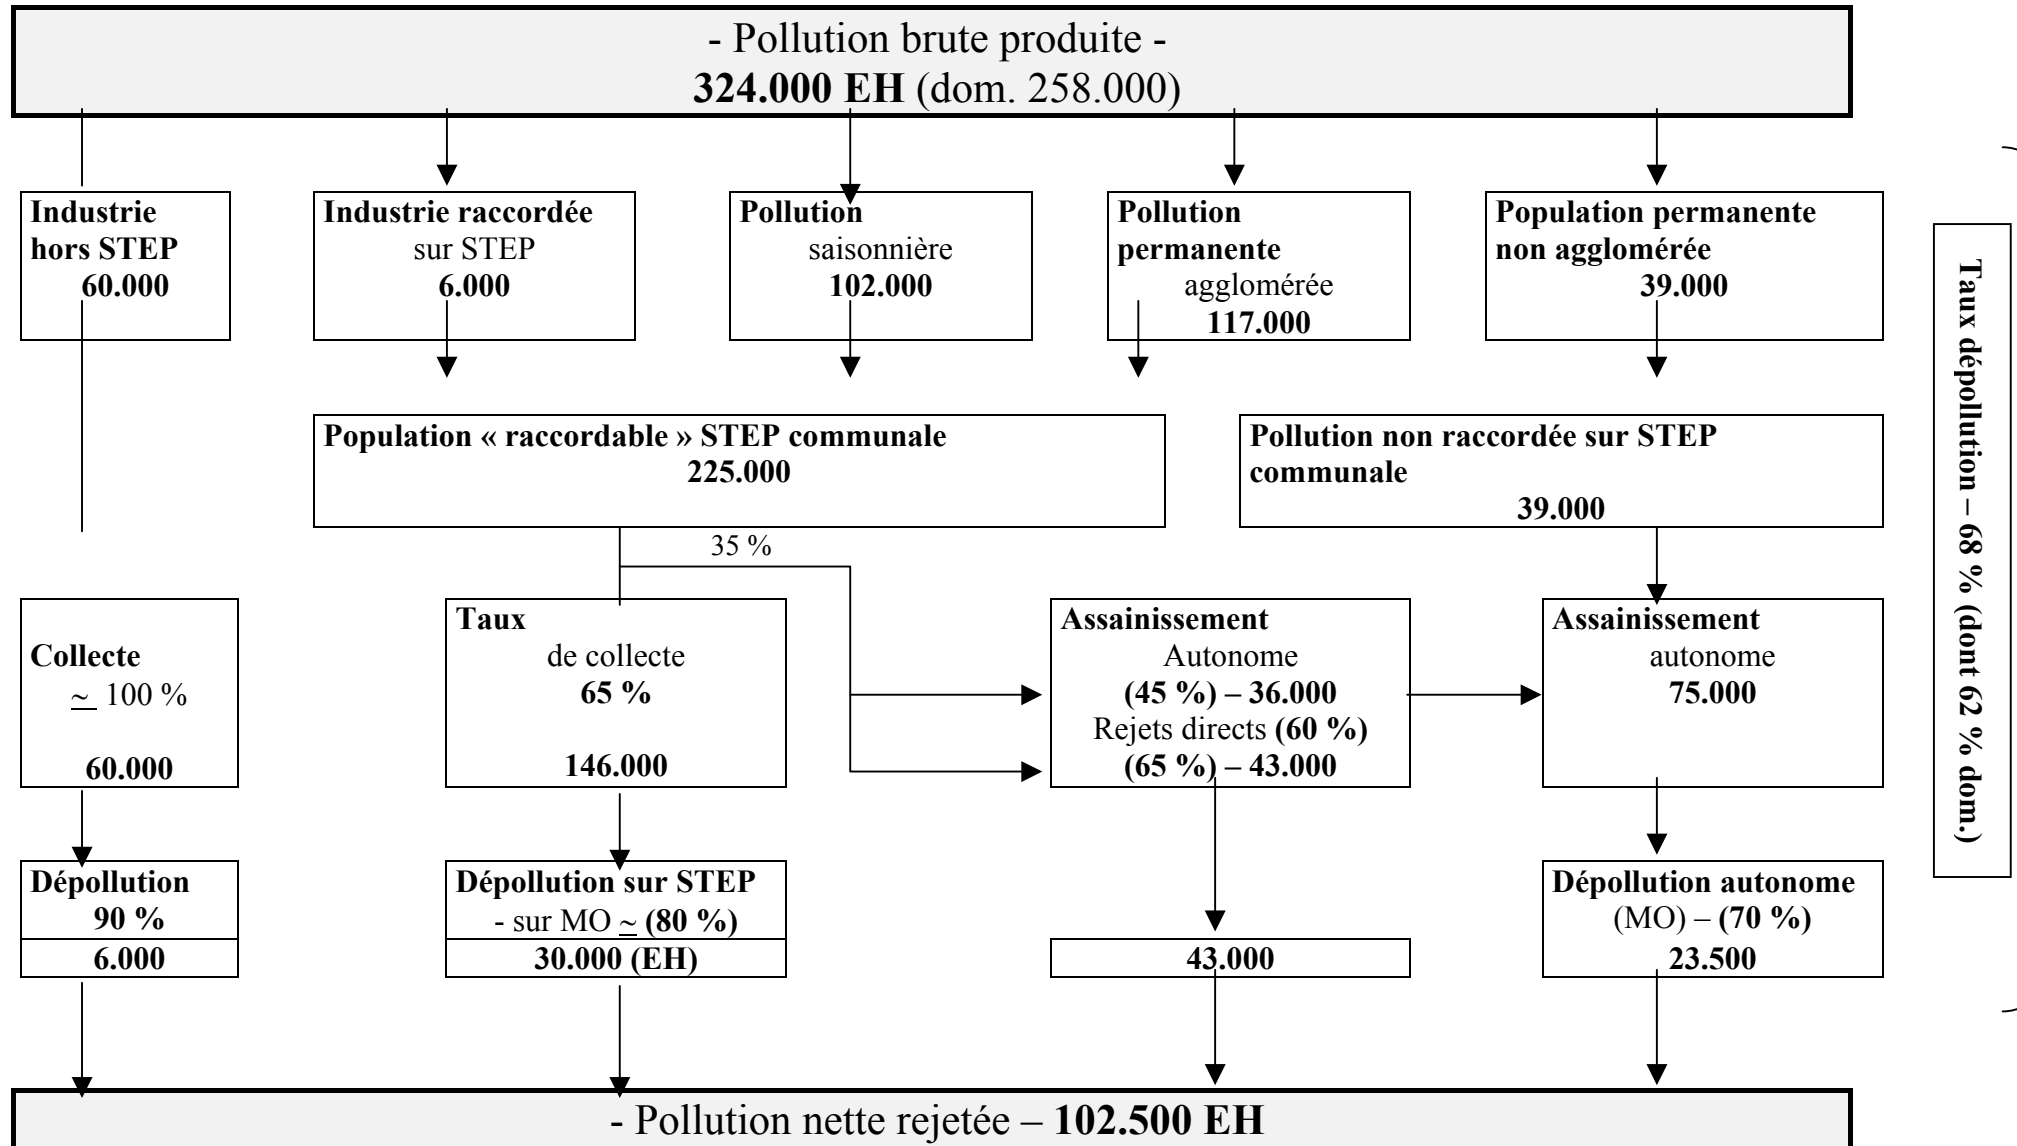 - Pollution brute produite -
324.000 EH (dom. 258.000)
Industrie
hors STEP
60.000
Industrie raccordée
sur STEP
6.000
Pollution
saisonnière
102.000
Pollution
permanente
agglomérée
117.000
Population permanente
non agglomérée
39.000
Population « raccordable » STEP communale
225.000
Pollution non raccordée sur STEP
communale
39.000
35 %
Collecte
~ 100 %
60.000
Taux
de collecte
65 %
146.000
Assainissement
Autonome
(45 %) – 36.000
Rejets directs (60 %)
(65 %) – 43.000
Assainissement
autonome
75.000
Dépollution
90 %
6.000
Dépollution sur STEP
- sur MO ~ (80 %)
30.000 (EH)
43.000
Dépollution autonome
(MO) – (70 %)
23.500
- Pollution nette rejetée – 102.500 EH
Taux dépollution – 68 % (dont 62 % dom.)